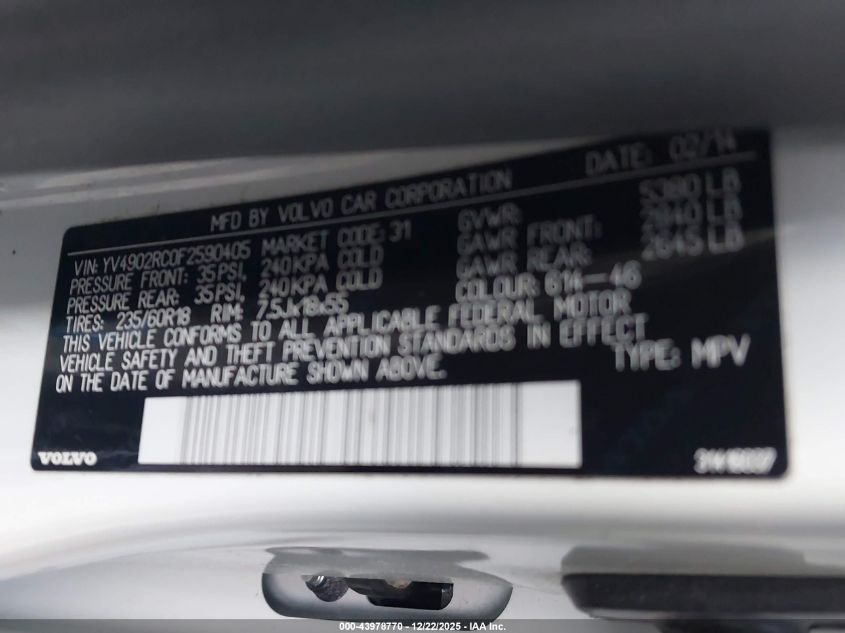 MFD BY VOLVO CAR CORPORATION DATE: 02/14
VIN: YV4902RC0F2590405 MARKET CODE: 31 GVWR: 5380 LB
PRESSURE FRONT: 35 PSI, 240 KPA COLD GAWR FRONT: LB
PRESSURE REAR: 35 PSI, 240 KPA COLD GAWR REAR: 2645 LB
TIRES: 235/60R18 RIM: 7.5Jx18x55 COLOUR: 614-46
THIS VEHICLE CONFORMS TO ALL APPLICABLE FEDERAL MOTOR
VEHICLE SAFETY AND THEFT PREVENTION STANDARDS IN EFFECT
ON THE DATE OF MANUFACTURE SHOWN ABOVE. TYPE: MPV
VOLVO
000-43978770 - 12/22/2025 - IAA Inc.